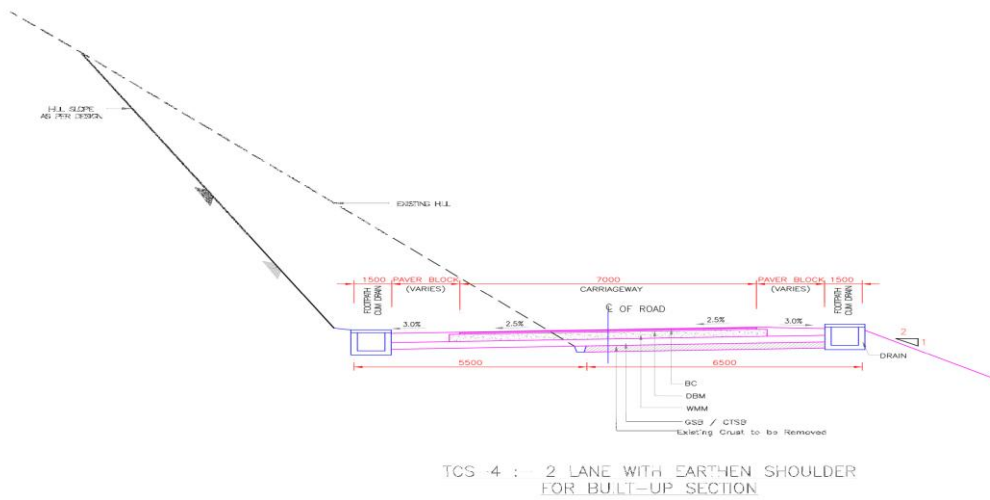 HILL SLOPE
AS PER DESIGN
EXISTING HILL
1500 PAVER BLOCK 7000 PAVER BLOCK 1500
(VARIES) CARRIAGEWAY (VARIES)
FOOTPATH
CUM DRAIN
FOOTPATH
CUM DRAIN
℄ OF ROAD
3.0% 2.5% 2.5% 3.0%
2
1
DRAIN
5500 6500
BC
DBM
WMM
GSB / CTSB
Existing Crust to be Removed
TCS -4 :- 2 LANE WITH EARTHEN SHOULDER
FOR BUILT-UP SECTION